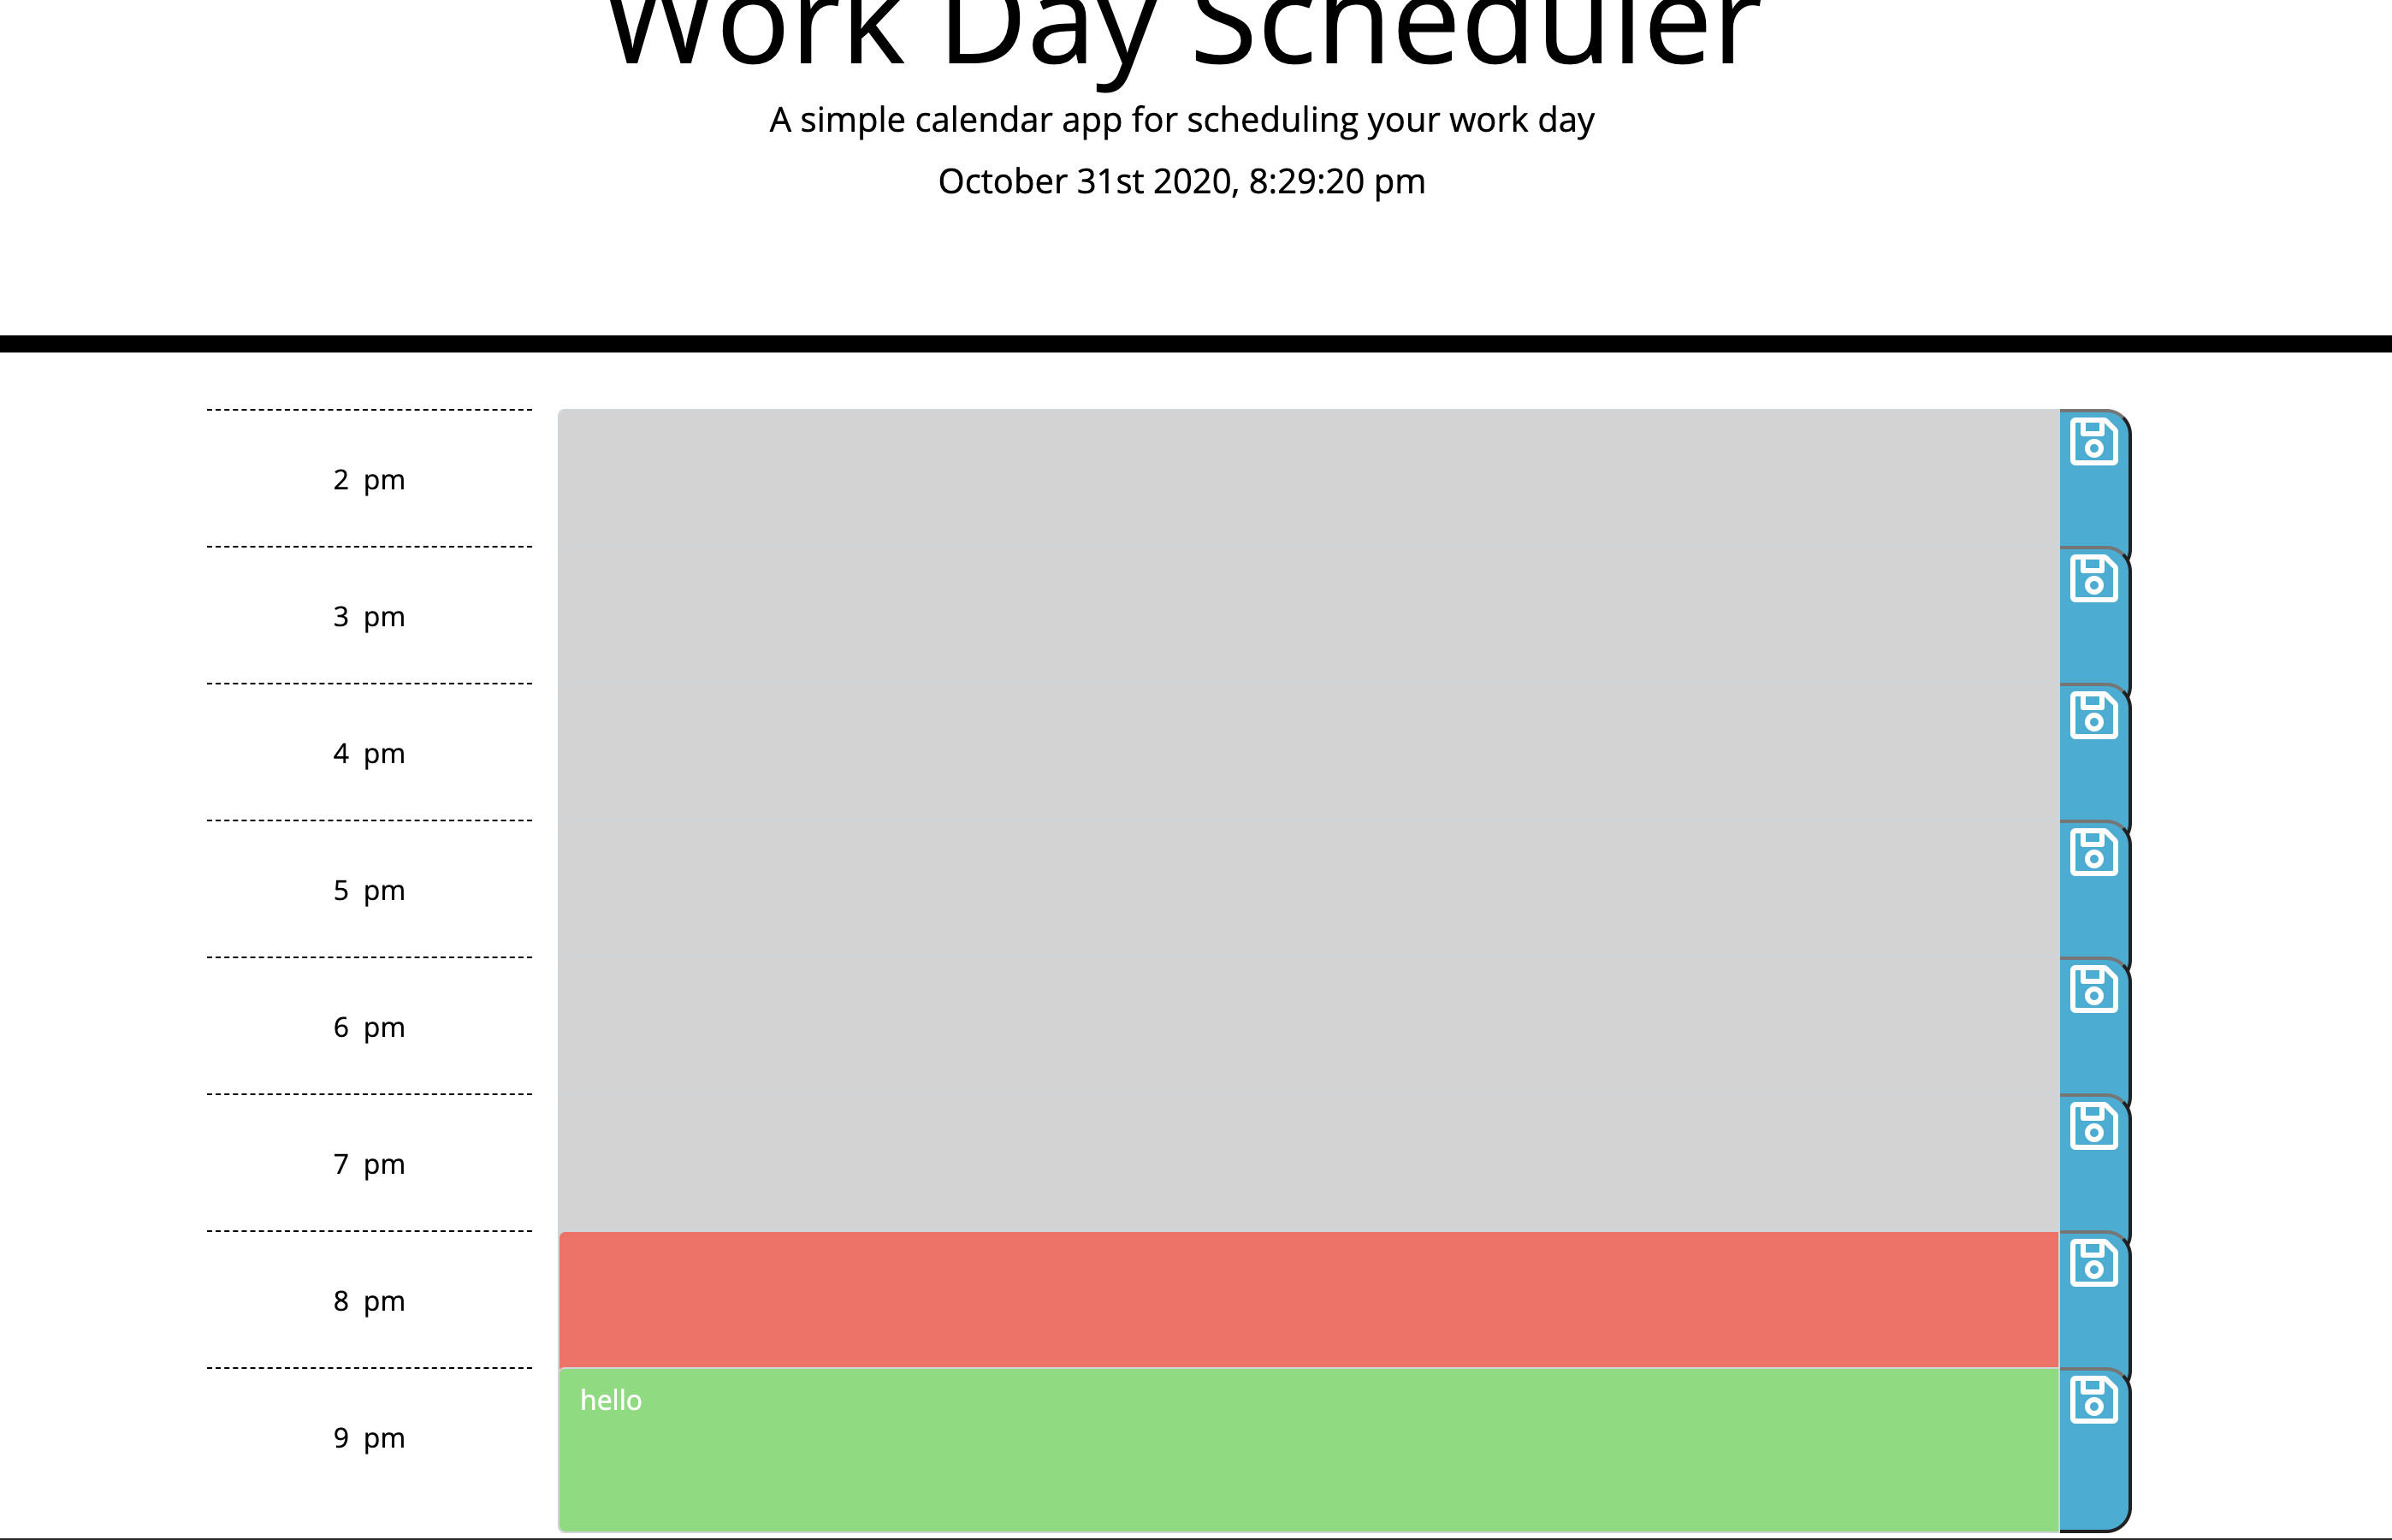 Work Day Scheduler
A simple calendar app for scheduling your work day
October 31st 2020, 8:29:20 pm
2 pm
3 pm
4 pm
5 pm
6 pm
7 pm
8 pm
hello
9 pm